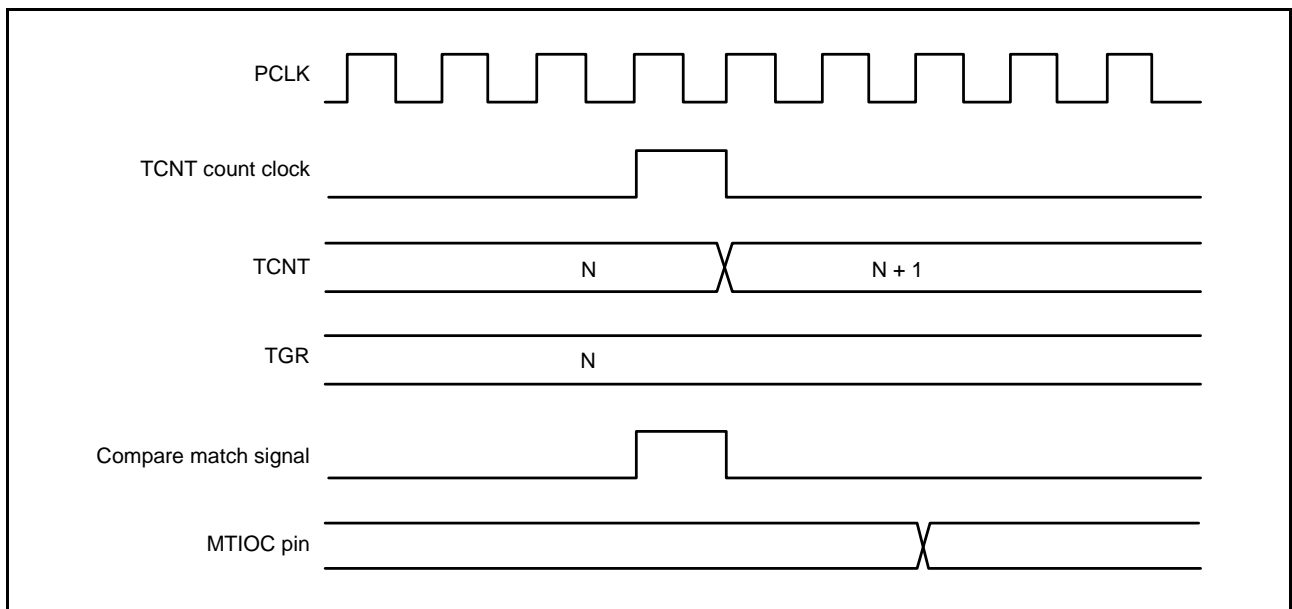 PCLK
TCNT count clock
TCNT
N
N + 1
TGR
N
Compare match signal
MTIOC pin